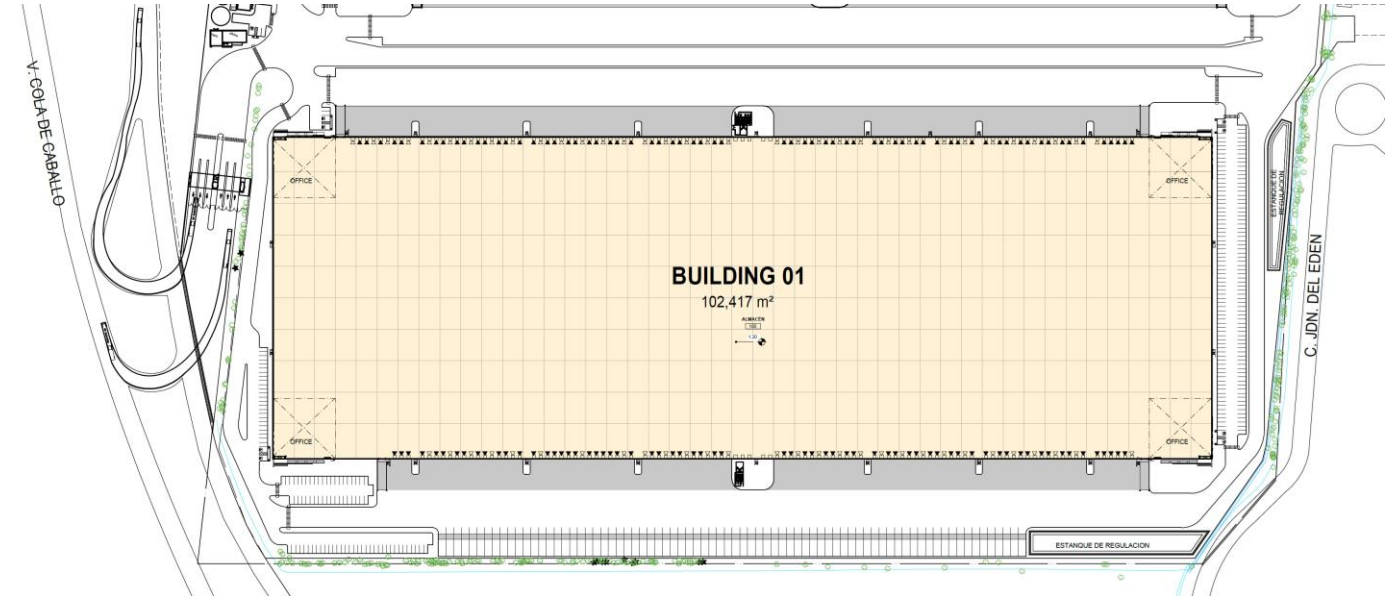 V. COLA DE CABALLO
OFFICE
OFFICE
ESTANQUE DE
REGULACION
C. JDN. DEL EDEN
BUILDING 01
102,417 m²
ALMACÉN
OFFICE
OFFICE
ESTANQUE DE REGULACION